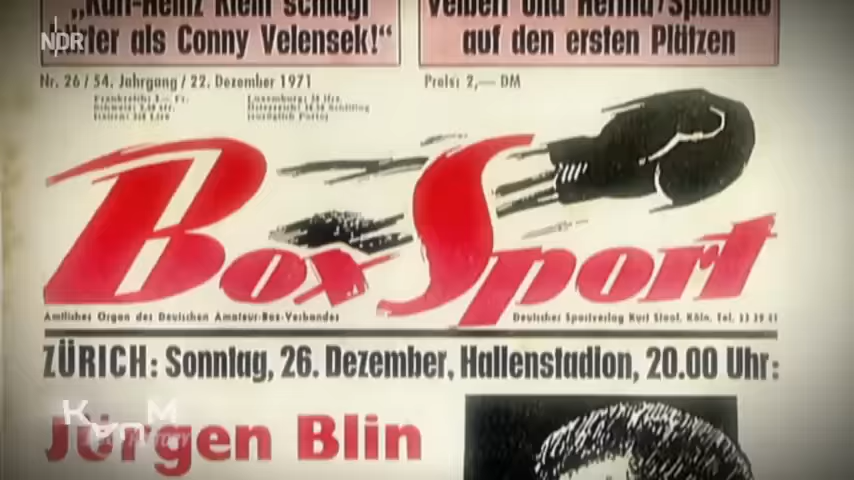 „Karl-Heinz Klein schlägt
härter als Conny Velensek!“
und Herma/Spandau
auf den ersten Plätzen
NDR
Nr. 26 / 54. Jahrgang / 22. Dezember 1971
Preis: 2,— DM
Box Sport
Amtliches Organ des Deutschen Amateur-Box-Verbandes
Deutscher Sportverlag Kurt Stoof, Köln, Tel.
ZÜRICH: Sonntag, 26. Dezember, Hallenstadion, 20.00 Uhr:
Jürgen Blin